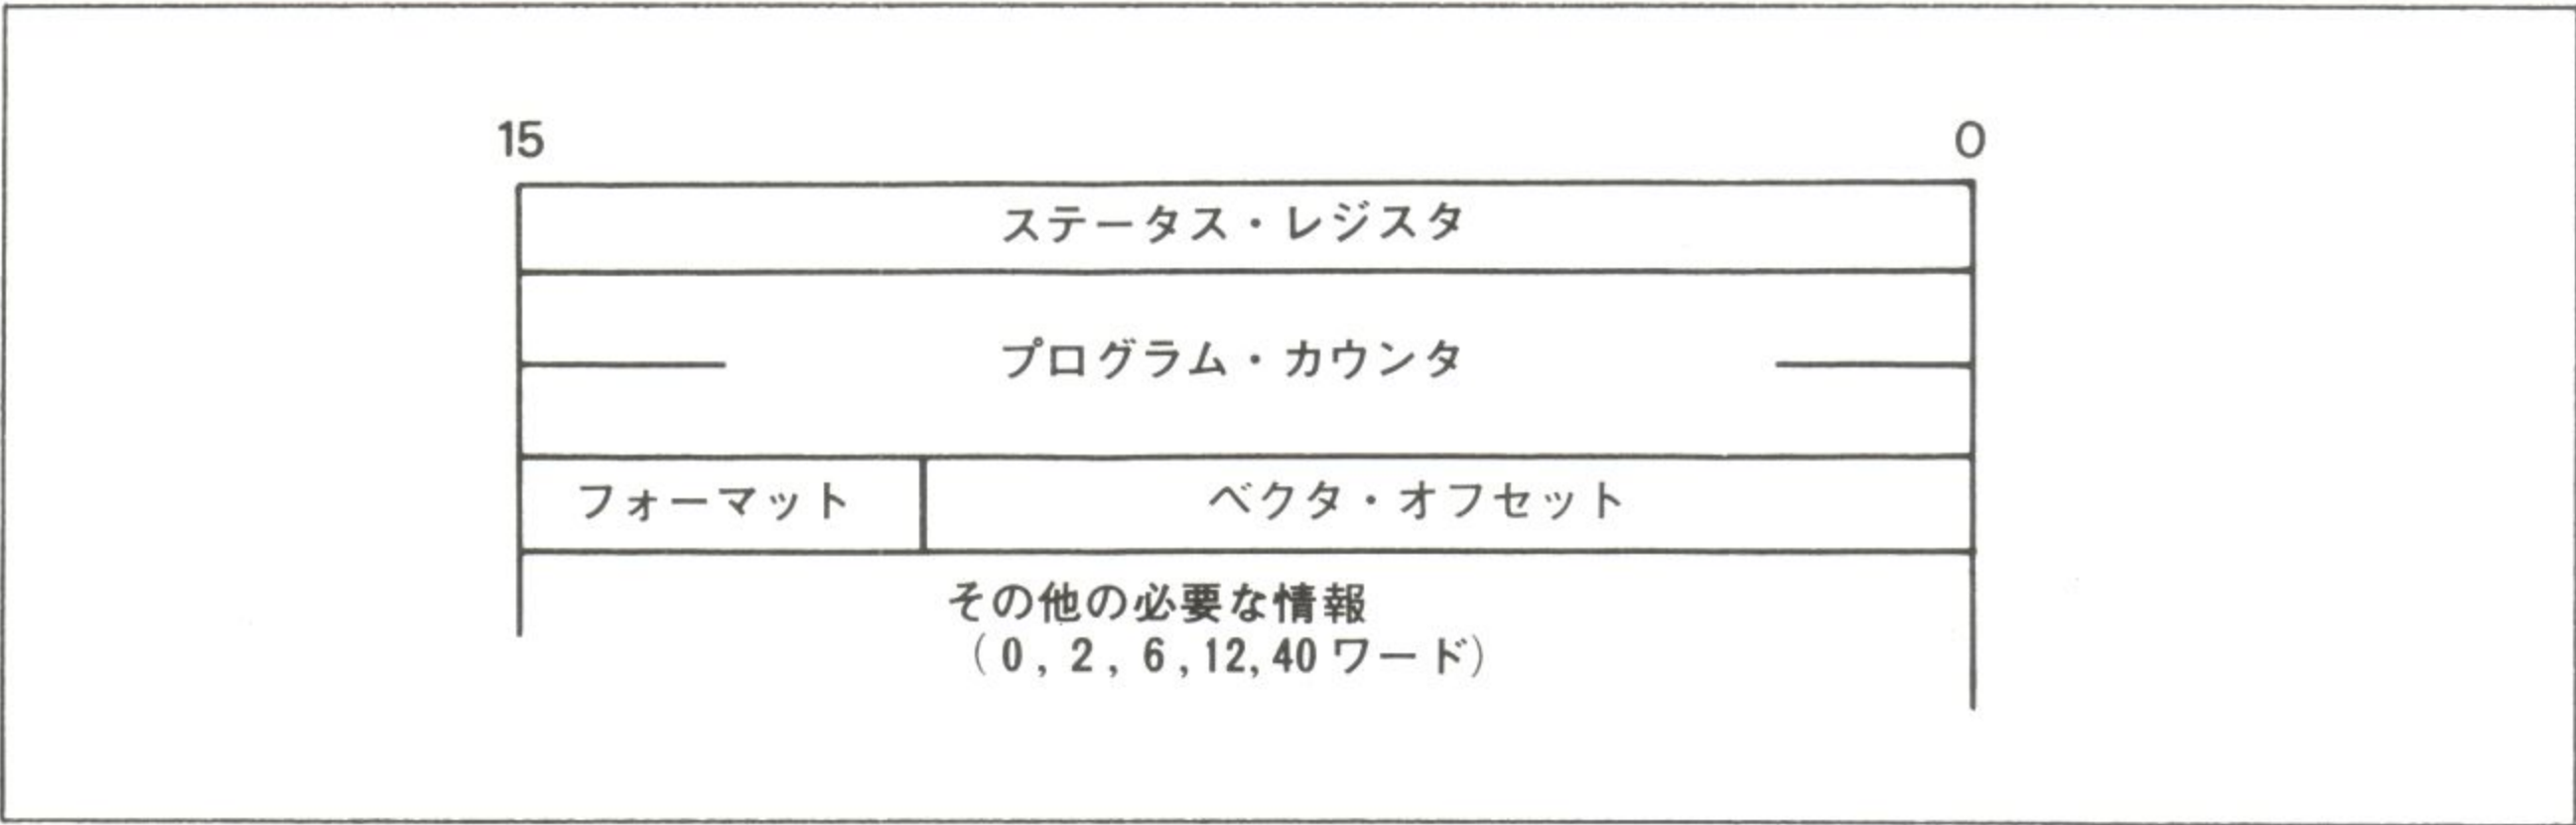 15 0
ステータス・レジスタ
プログラム・カウンタ
フォーマット ベクタ・オフセット
その他の必要な情報
(0, 2, 6, 12, 40 ワード)